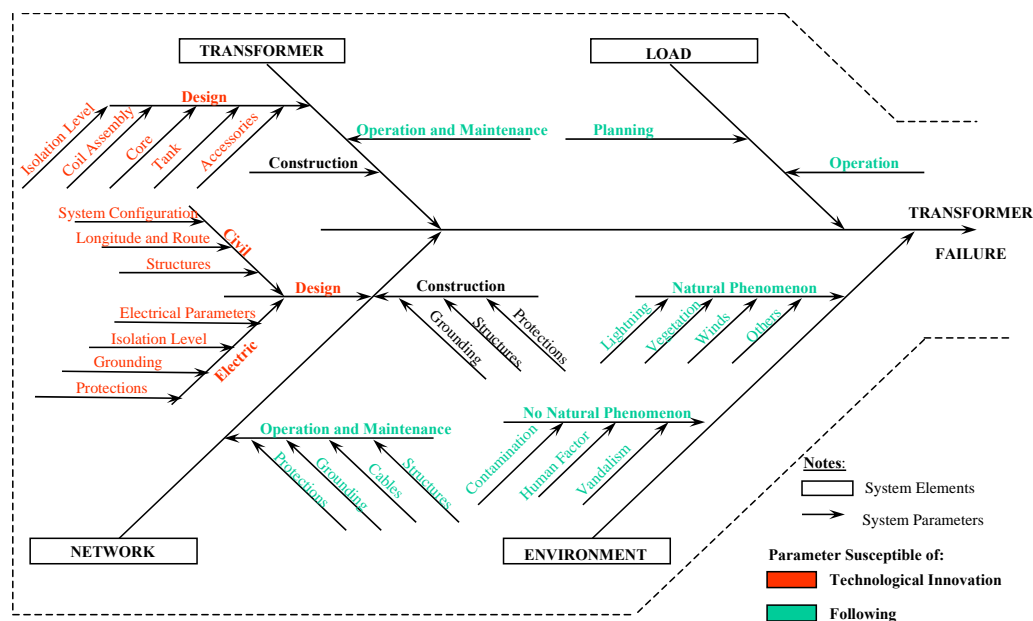 TRANSFORMER
LOAD
Design
Isolation Level
Coil Assembly
Core
Tank
Accessories
Operation and Maintenance
Construction
Planning
Operation
TRANSFORMER
FAILURE
System Configuration
Longitude and Route
Structures
Civil
Design
Electrical Parameters
Isolation Level
Grounding
Protections
Electric
Construction
Grounding
Structures
Protections
Natural Phenomenon
Lightning
Vegetation
Winds
Others
No Natural Phenomenon
Contamination
Human Factor
Vandalism
Operation and Maintenance
Protections
Grounding
Cables
Structures
NETWORK
ENVIRONMENT
Notes:
System Elements
System Parameters
Parameter Susceptible of:
Technological Innovation
Following